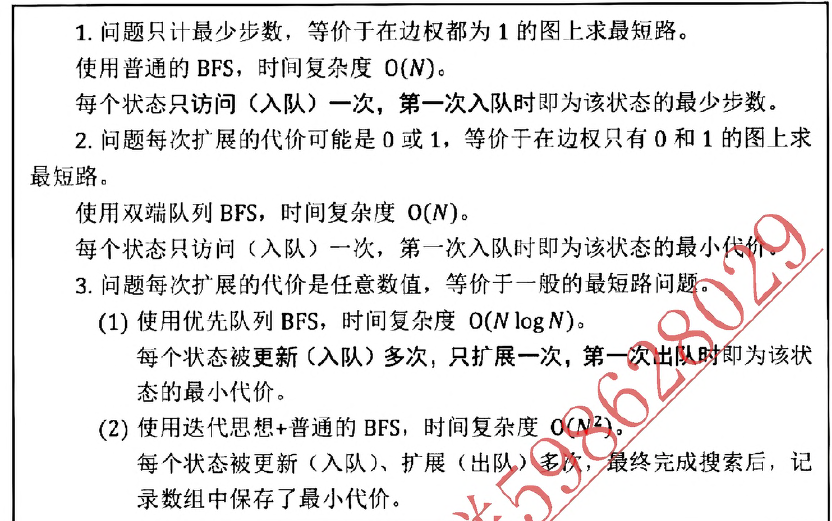 1. 问题只计最少步数，等价于在边权都为 1 的图上求最短路。
使用普通的 BFS，时间复杂度 O(N)。
每个状态只访问（入队）一次，第一次入队时即为该状态的最少步数。
2. 问题每次扩展的代价可能是 0 或 1，等价于在边权只有 0 和 1 的图上求
最短路。
使用双端队列 BFS，时间复杂度 O(N)。
每个状态只访问（入队）一次，第一次入队时即为该状态的最小代价。
3. 问题每次扩展的代价是任意数值，等价于一般的最短路问题。
(1) 使用优先队列 BFS，时间复杂度 O(N log N)。
每个状态被更新（入队）多次，只扩展一次，第一次出队时即为该状
态的最小代价。
(2) 使用迭代思想+普通的 BFS，时间复杂度 O(N²)。
每个状态被更新（入队）、扩展（出队）多次，最终完成搜索后，记
录数组中保存了最小代价。
598628029